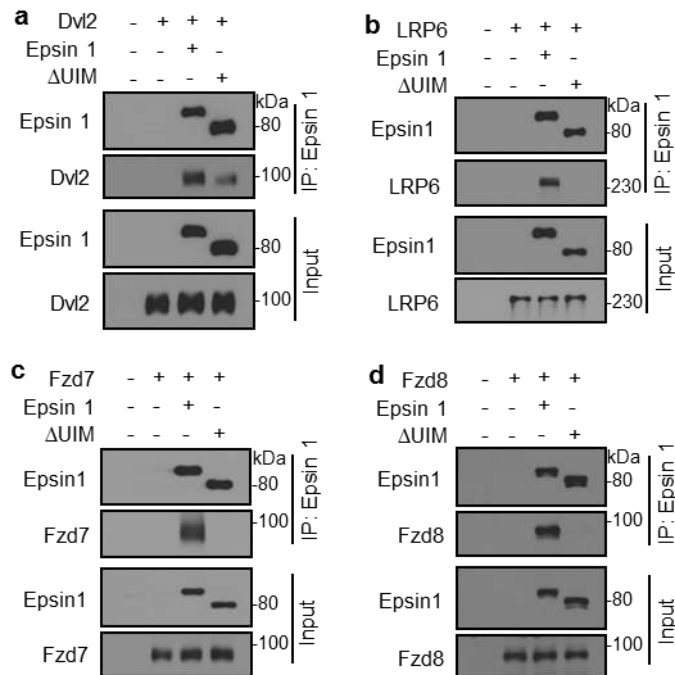 a
Dvl2 - + + +
Epsin 1 - - + -
ΔUIM - - - +
kDa
Epsin 1 -80
Dvl2 -100
IP: Epsin 1
Epsin 1 -80
Dvl2 -100
Input
b
LRP6 - + + +
Epsin 1 - - + -
ΔUIM - - - +
kDa
Epsin1 -80
LRP6 -230
IP: Epsin 1
Epsin1 -80
LRP6 -230
Input
c
Fzd7 - + + +
Epsin 1 - - + -
ΔUIM - - - +
kDa
Epsin1 -80
Fzd7 100
IP: Epsin 1
Epsin1 -80
Fzd7 100
Input
d
Fzd8 - + + +
Epsin 1 - - + -
ΔUIM - - - +
kDa
Epsin1 -80
Fzd8 100
IP: Epsin 1
Epsin1 -80
Fzd8 100
Input